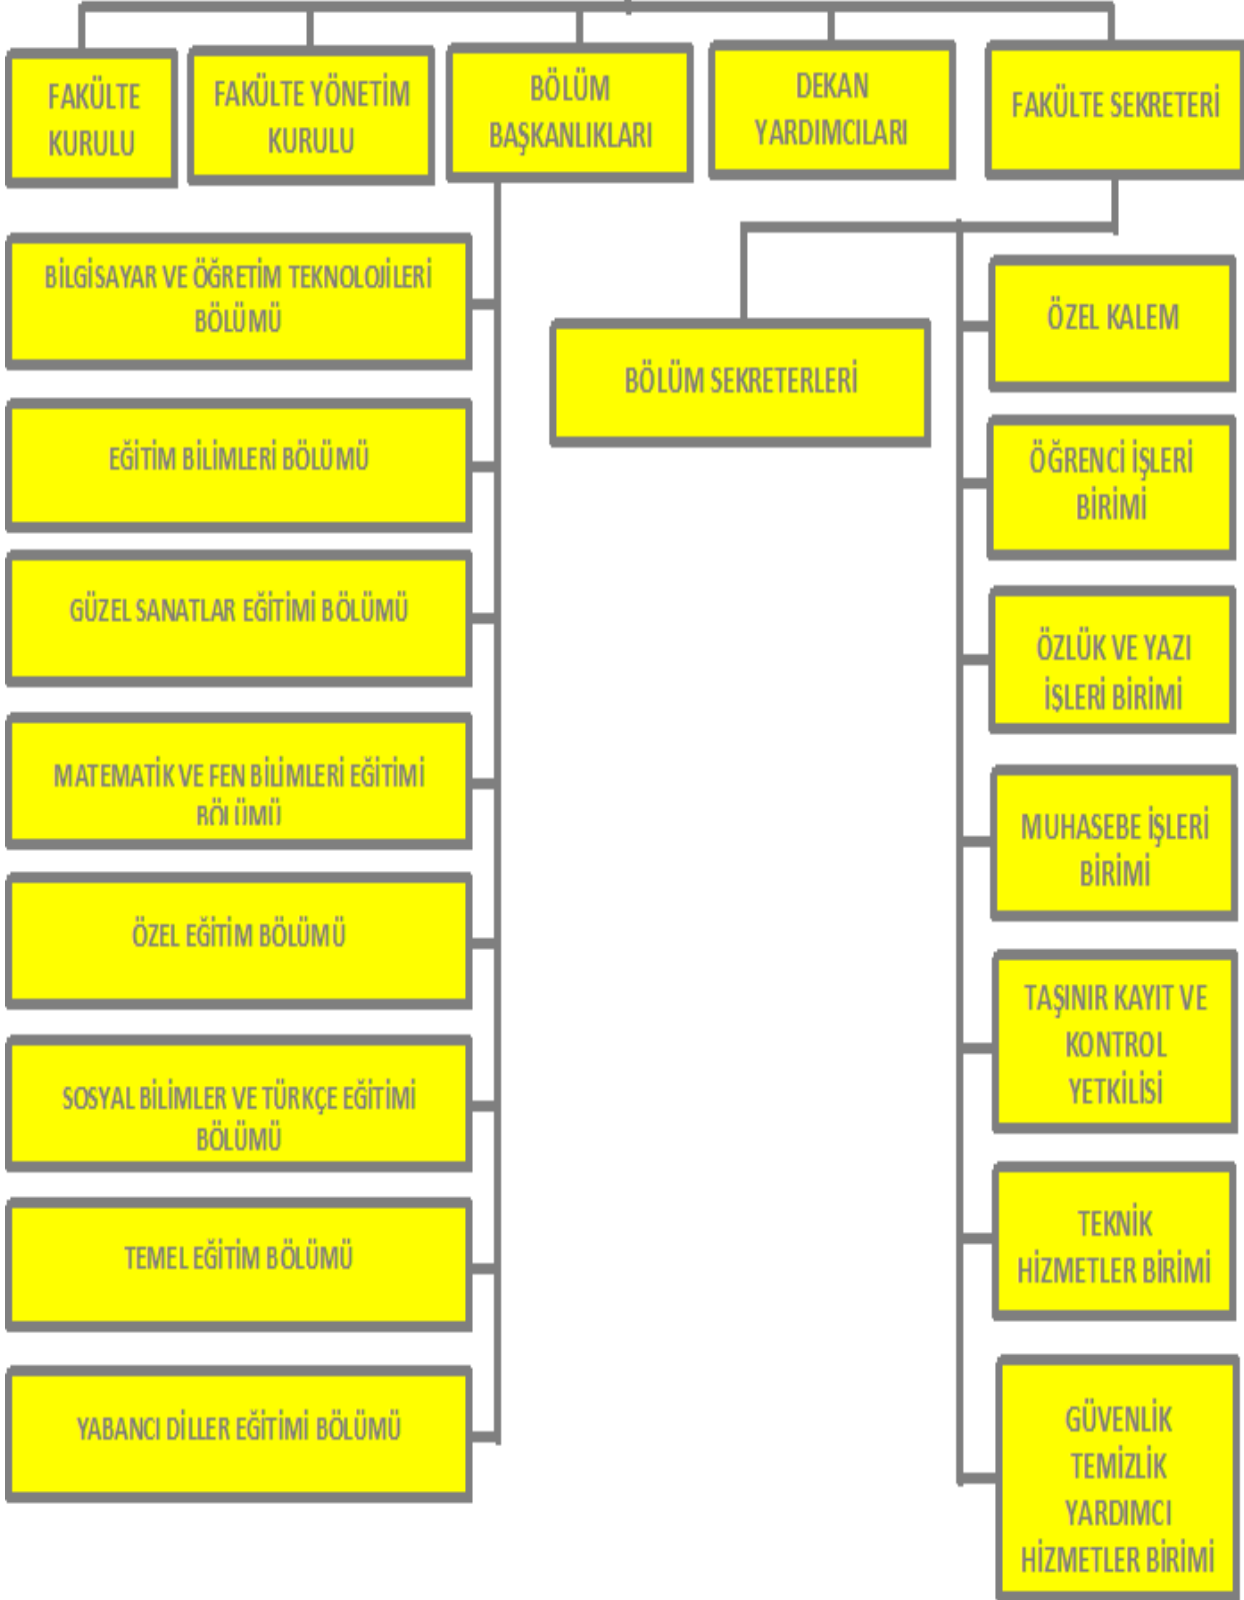 FAKÜLTE
KURULU
FAKÜLTE YÖNETİM
KURULU
BÖLÜM
BAŞKANLIKLARI
DEKAN
YARDIMCILARI
FAKÜLTE SEKRETERİ
BİLGİSAYAR VE ÖĞRETİM TEKNOLOJİLERİ
BÖLÜMÜ
EĞİTİM BİLİMLERİ BÖLÜMÜ
GÜZEL SANATLAR EĞİTİMİ BÖLÜMÜ
MATEMATİK VE FEN BİLİMLERİ EĞİTİMİ
BÖLÜMÜ
ÖZEL EĞİTİM BÖLÜMÜ
SOSYAL BİLİMLER VE TÜRKÇE EĞİTİMİ
BÖLÜMÜ
TEMEL EĞİTİM BÖLÜMÜ
YABANCI DİLLER EĞİTİMİ BÖLÜMÜ
BÖLÜM SEKRETERLERİ
ÖZEL KALEM
ÖĞRENCİ İŞLERİ
BİRİMİ
ÖZLÜK VE YAZI
İŞLERİ BİRİMİ
MUHASEBE İŞLERİ
BİRİMİ
TAŞINIR KAYIT VE
KONTROL
YETKİLİSİ
TEKNİK
HİZMETLER BİRİMİ
GÜVENLİK
TEMİZLİK
YARDIMCI
HİZMETLER BİRİMİ